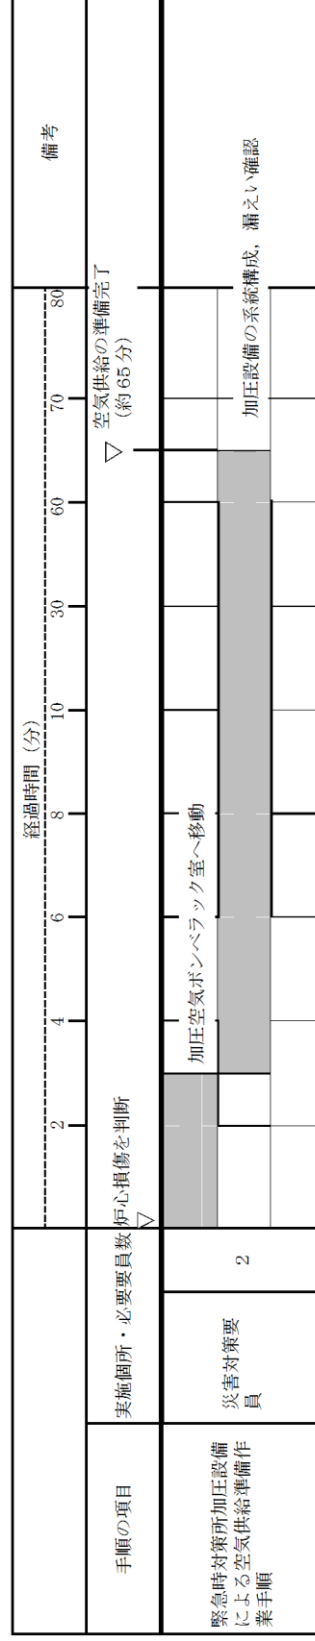 経過時間（分）
備考
2
4
6
8
10
30
60
70
80
手順の項目
実施個所・必要要員数
炉心損傷を判断
▽
空気供給の準備完了
▽
（約 65 分）
緊急時対策所加圧設備
による空気供給準備作
業手順
災害対策要
員
2
加圧空気ボンベラック室へ移動
加圧設備の系統構成，漏えい確認